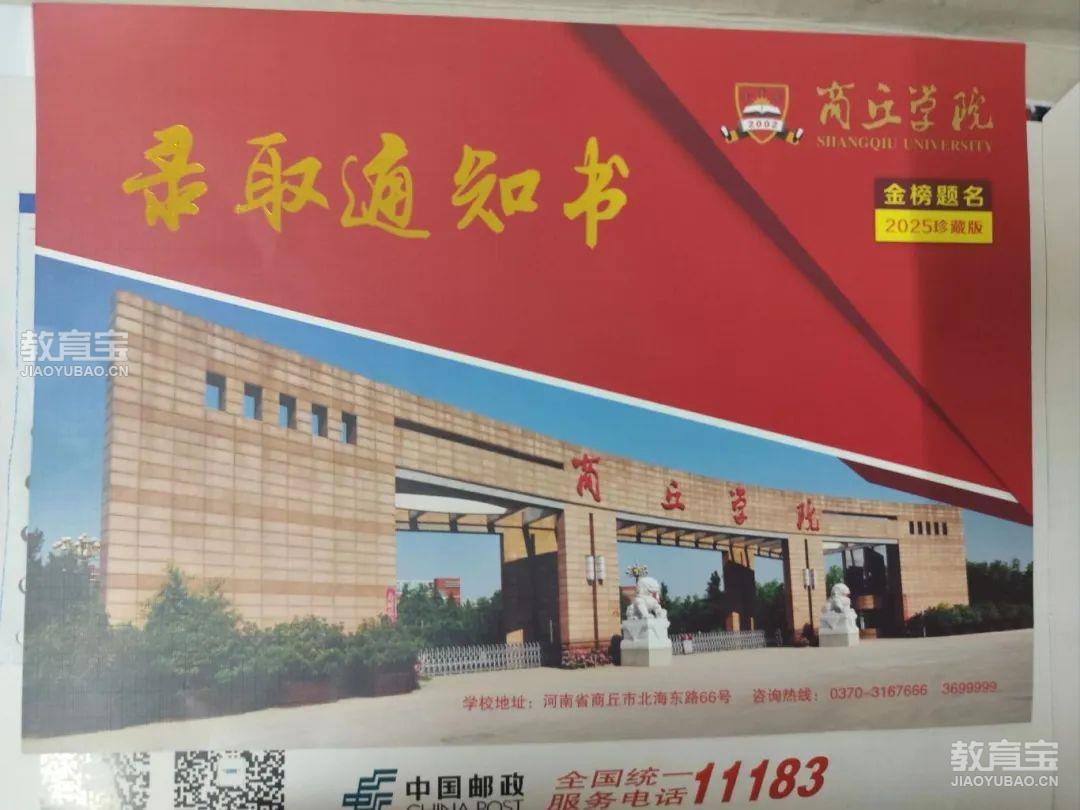 商丘学院
SHANGQIU UNIVERSITY
2002
录取通知书
金榜题名
2025珍藏版
教育宝
JIAOYUBAO.CN
商丘学院
学校地址：河南省商丘市北海东路66号 咨询热线：0370-3167666 3699999
中国邮政
CHINA POST
全国统一
服务电话11183
教育宝
JIAOYUBAO.CN